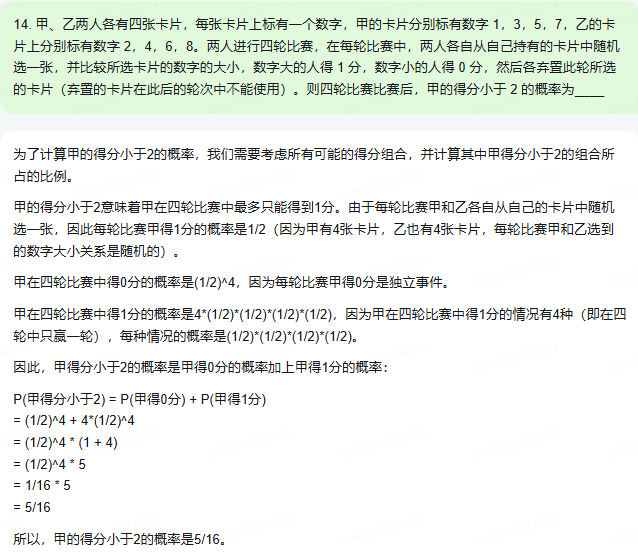 14. 甲、乙两人各有四张卡片，每张卡片上标有一个数字，甲的卡片分别标有数字 1，3，5，7，乙的卡
片上分别标有数字 2，4，6，8。两人进行四轮比赛，在每轮比赛中，两人各自从自己持有的卡片中随机
选一张，并比较所选卡片的数字的大小，数字大的人得 1 分，数字小的人得 0 分，然后各弃置此轮所选
的卡片（弃置的卡片在此后的轮次中不能使用）。则四轮比赛比赛后，甲的得分小于 2 的概率为____
为了计算甲的得分小于2的概率，我们需要考虑所有可能的得分组合，并计算其中甲得分小于2的组合所
占的比例。
甲的得分小于2意味着甲在四轮比赛中最多只能得到1分。由于每轮比赛甲和乙各自从自己的卡片中随机
选一张，因此每轮比赛甲得1分的概率是1/2（因为甲有4张卡片，乙也有4张卡片，每轮比赛甲和乙选到
的数字大小关系是随机的）。
甲在四轮比赛中得0分的概率是(1/2)^4，因为每轮比赛甲得0分是独立事件。
甲在四轮比赛中得1分的概率是4*(1/2)*(1/2)*(1/2)*(1/2)，因为甲在四轮比赛中得1分的情况有4种（即在四
轮中只赢一轮），每种情况的概率是(1/2)*(1/2)*(1/2)*(1/2)。
因此，甲得分小于2的概率是甲得0分的概率加上甲得1分的概率：
P(甲得分小于2) = P(甲得0分) + P(甲得1分)
= (1/2)^4 + 4*(1/2)^4
= (1/2)^4 * (1 + 4)
= (1/2)^4 * 5
= 1/16 * 5
= 5/16
所以，甲的得分小于2的概率是5/16。